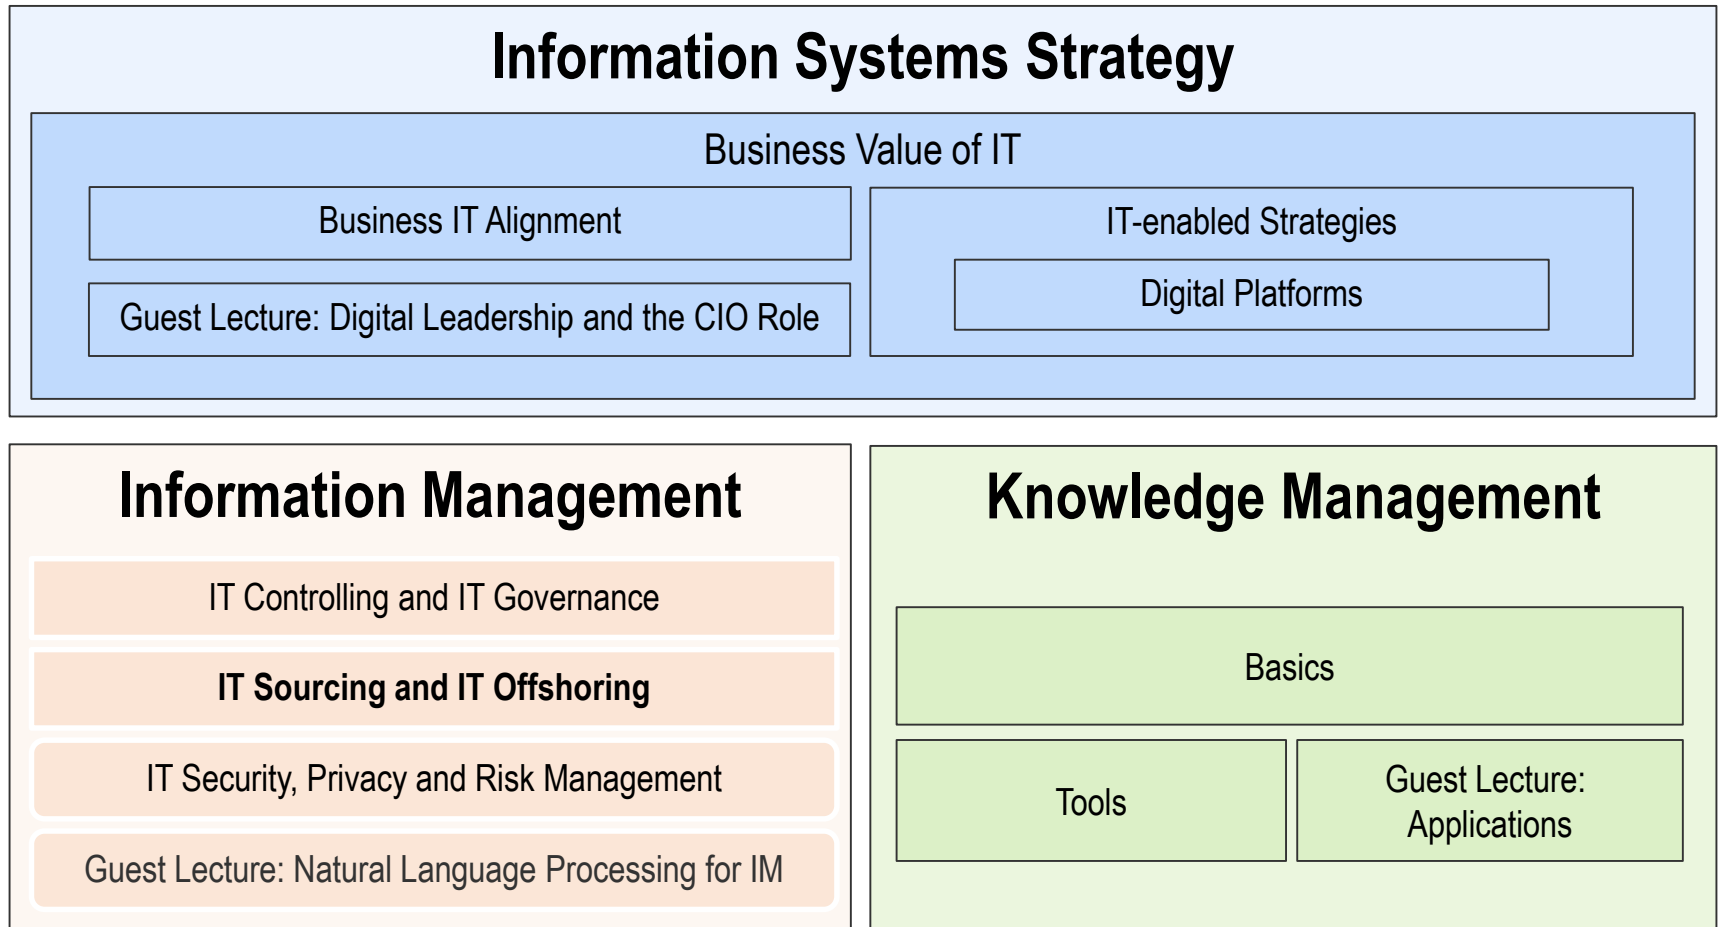 Information Systems Strategy
Business Value of IT
Business IT Alignment
Guest Lecture: Digital Leadership and the CIO Role
IT-enabled Strategies
Digital Platforms
Information Management
IT Controlling and IT Governance
IT Sourcing and IT Offshoring
IT Security, Privacy and Risk Management
Guest Lecture: Natural Language Processing for IM
Knowledge Management
Basics
Tools
Guest Lecture:
Applications